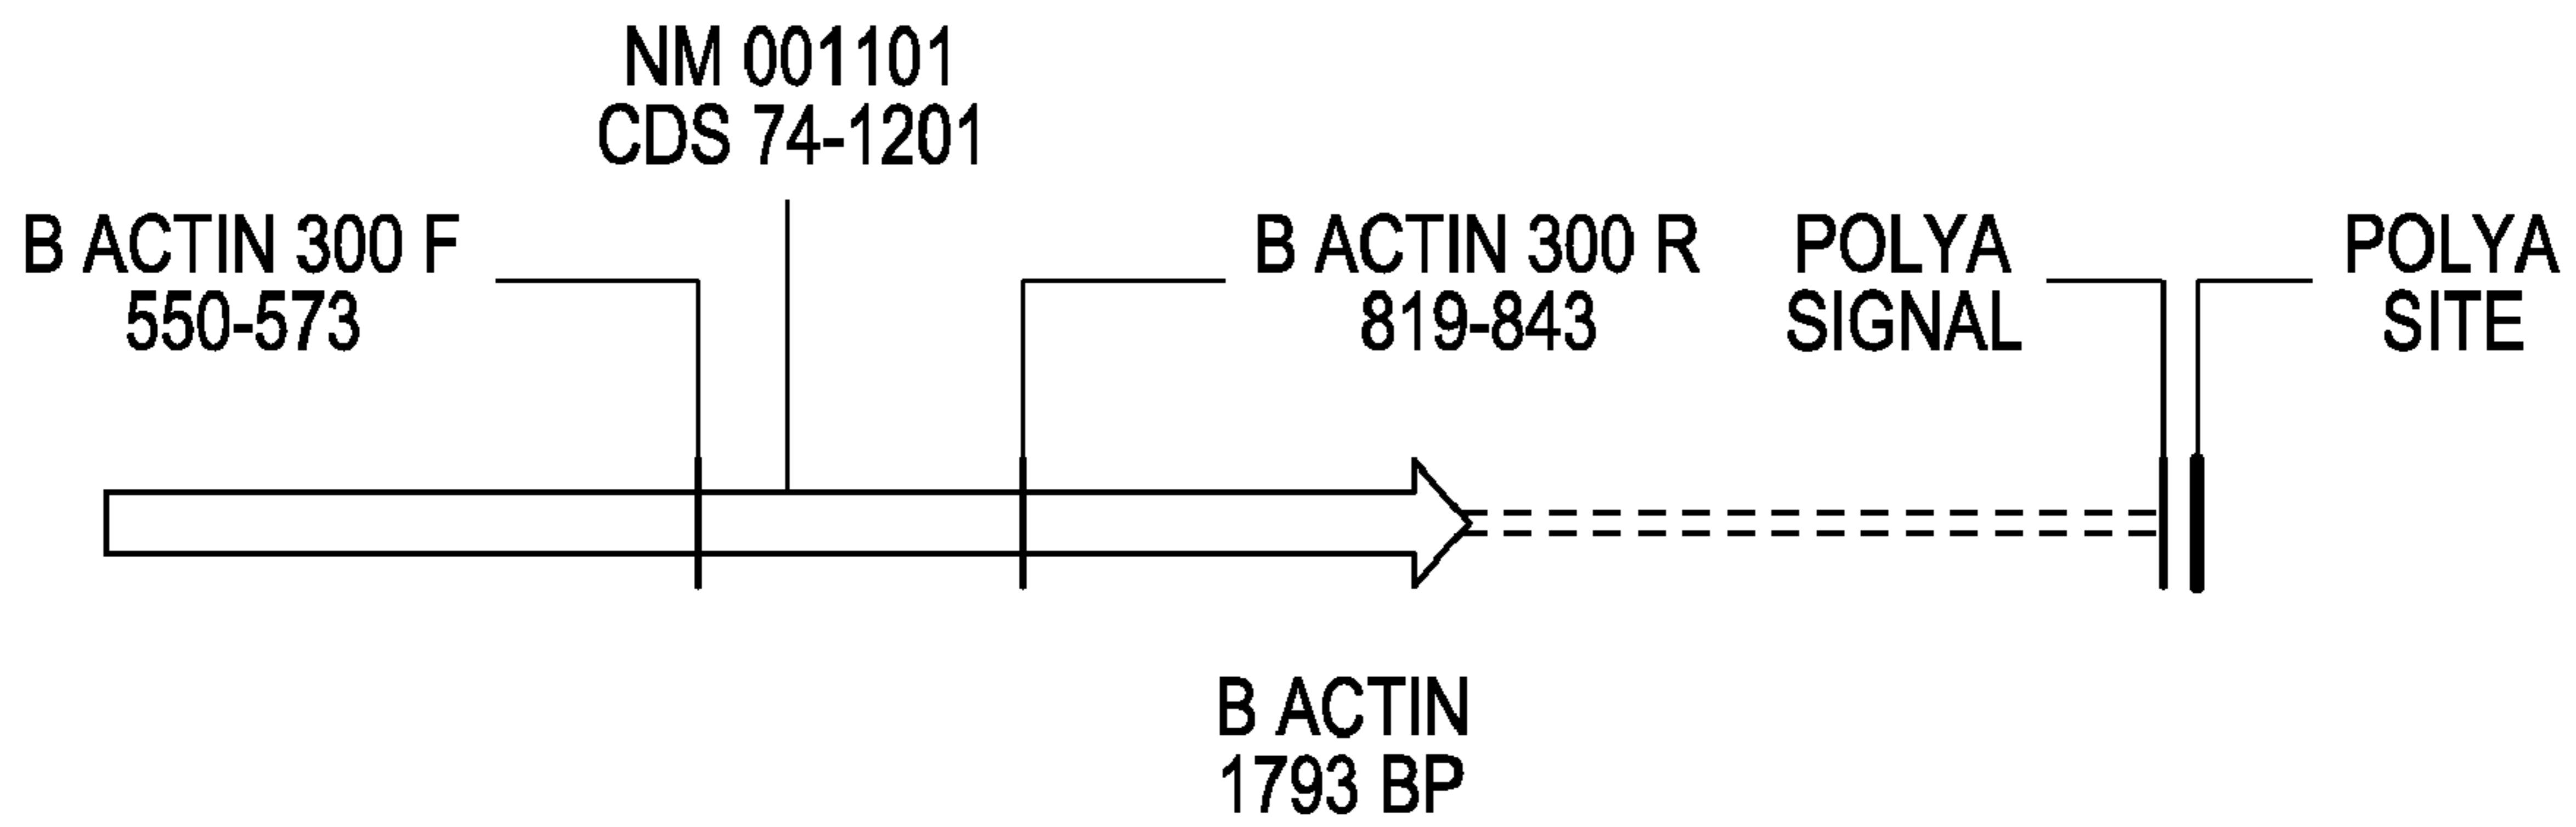 NM 001101
CDS 74-1201
B ACTIN 300 F
550-573
B ACTIN 300 R
819-843
POLYA
SIGNAL
POLYA
SITE
B ACTIN
1793 BP